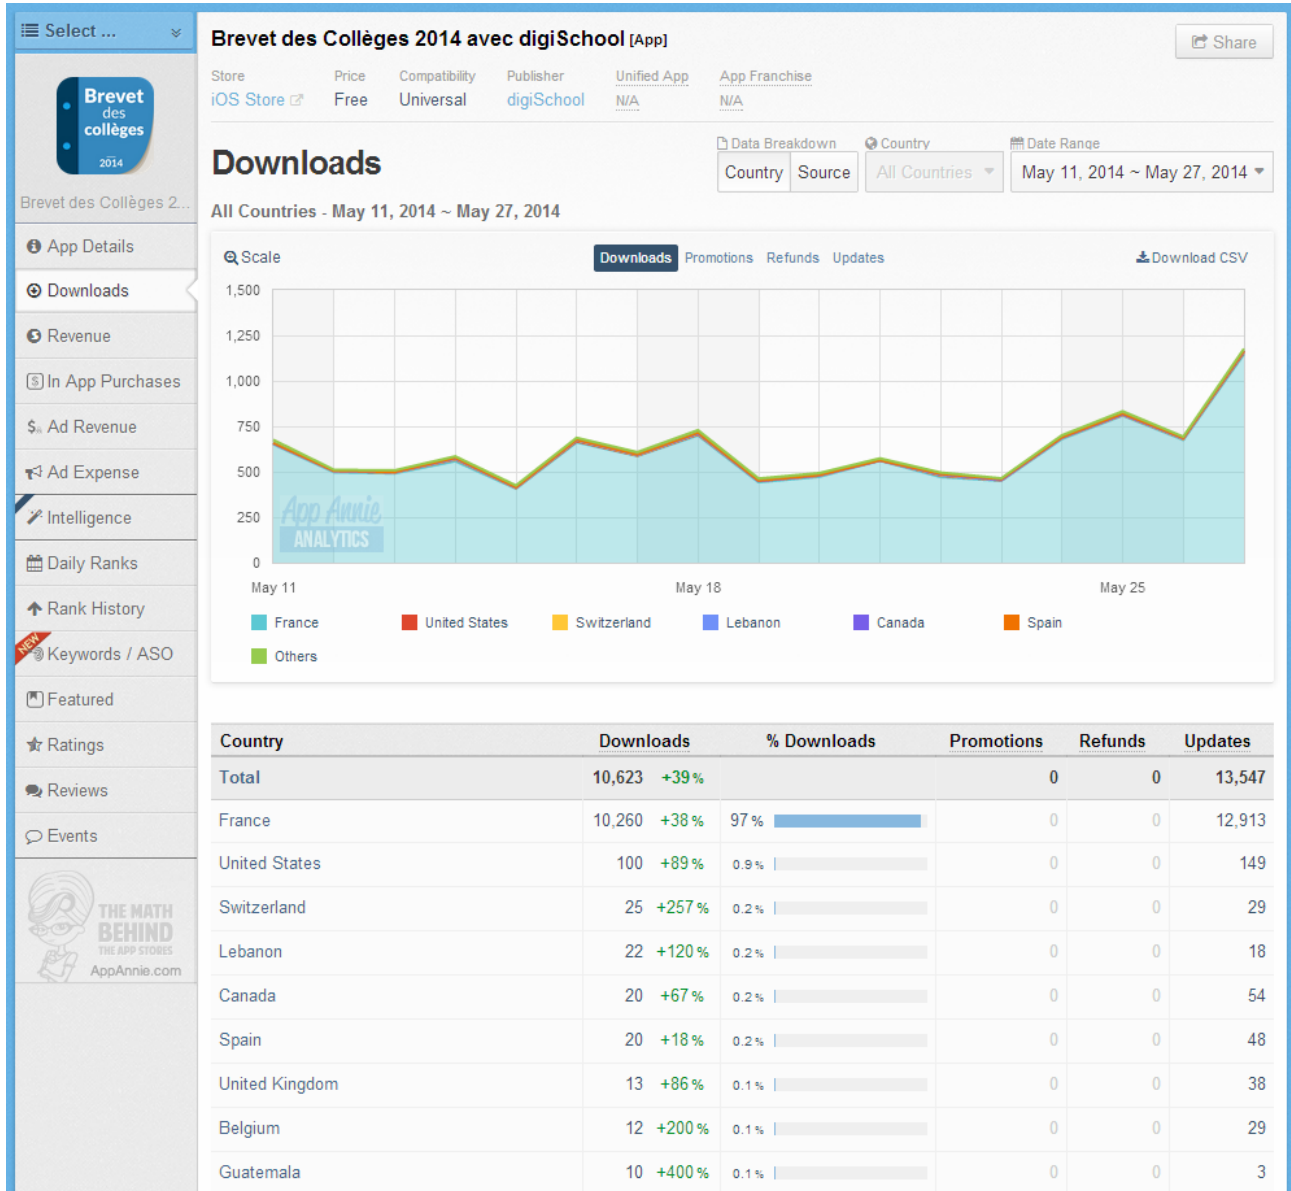 Select ...
Brevet
des
collèges
2014
Brevet des Collèges 2...
App Details
Downloads
Revenue
In App Purchases
Ad Revenue
Ad Expense
Intelligence
Daily Ranks
Rank History
NEW
Keywords / ASO
Featured
Ratings
Reviews
Events
THE MATH
BEHIND
THE APP STORES
AppAnnie.com
Brevet des Collèges 2014 avec digiSchool [App]
Share
Store Price Compatibility Publisher Unified App App Franchise
iOS Store Free Universal digiSchool N/A N/A
Data Breakdown Country Date Range
Downloads
Country Source All Countries May 11, 2014 ~ May 27, 2014
All Countries - May 11, 2014 ~ May 27, 2014
Scale Downloads Promotions Refunds Updates Download CSV
1,500
1,250
1,000
750
500
250
0
App Annie
ANALYTICS
May 11 May 18 May 25
France United States Switzerland Lebanon Canada Spain
Others
Country Downloads % Downloads Promotions Refunds Updates
Total 10,623 +39% 0 0 13,547
France 10,260 +38% 97% 0 0 12,913
United States 100 +89% 0.9% 0 0 149
Switzerland 25 +257% 0.2% 0 0 29
Lebanon 22 +120% 0.2% 0 0 18
Canada 20 +67% 0.2% 0 0 54
Spain 20 +18% 0.2% 0 0 48
United Kingdom 13 +86% 0.1% 0 0 38
Belgium 12 +200% 0.1% 0 0 29
Guatemala 10 +400% 0.1% 0 0 3